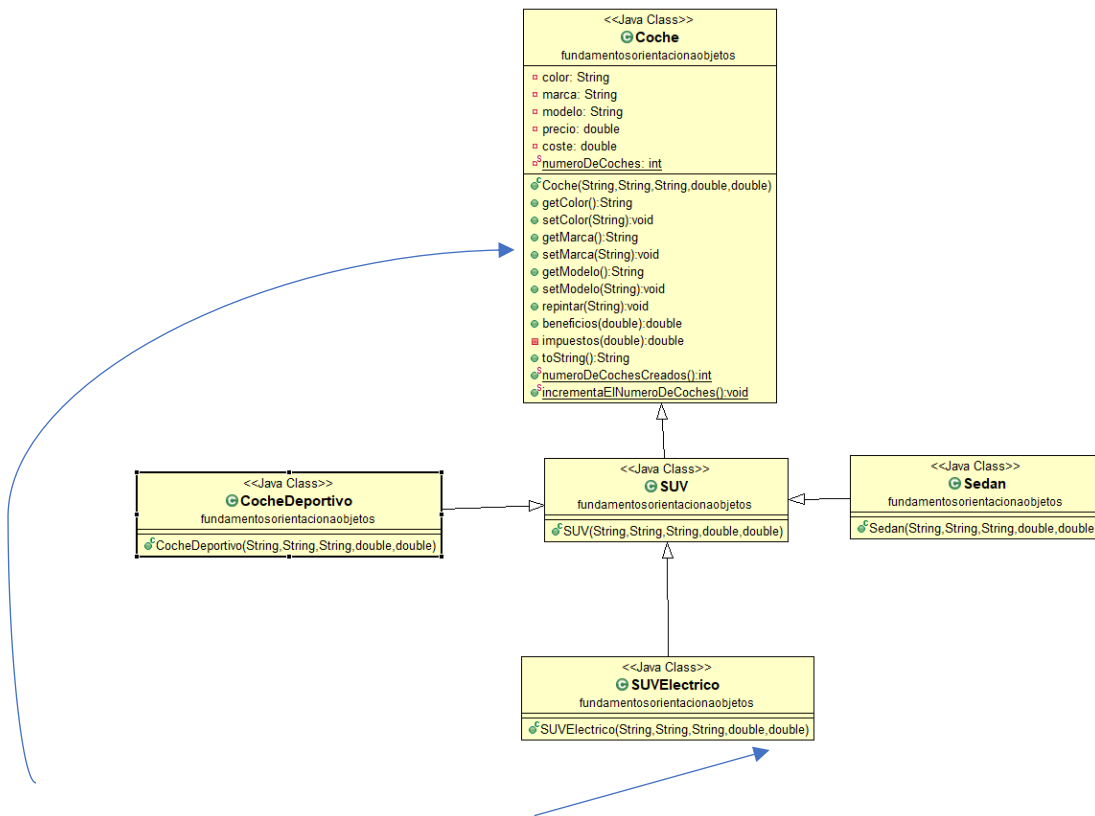 <<Java Class>>
Coche
fundamentosorientacionaobjetos
color: String
marca: String
modelo: String
precio: double
coste: double
numeroDeCoches: int
Coche(String,String,String,double,double)
getColor():String
setColor(String):void
getMarca():String
setMarca(String):void
getModelo():String
setModelo(String):void
repintar(String):void
beneficios(double):double
impuestos(double):double
toString():String
numeroDeCochesCreados():int
incrementaElNumeroDeCoches():void
<<Java Class>>
CocheDeportivo
fundamentosorientacionaobjetos
CocheDeportivo(String,String,String,double,double)
<<Java Class>>
SUV
fundamentosorientacionaobjetos
SUV(String,String,String,double,double)
<<Java Class>>
Sedan
fundamentosorientacionaobjetos
Sedan(String,String,String,double,double
<<Java Class>>
SUVElectrico
fundamentosorientacionaobjetos
SUVElectrico(String,String,String,double,double)